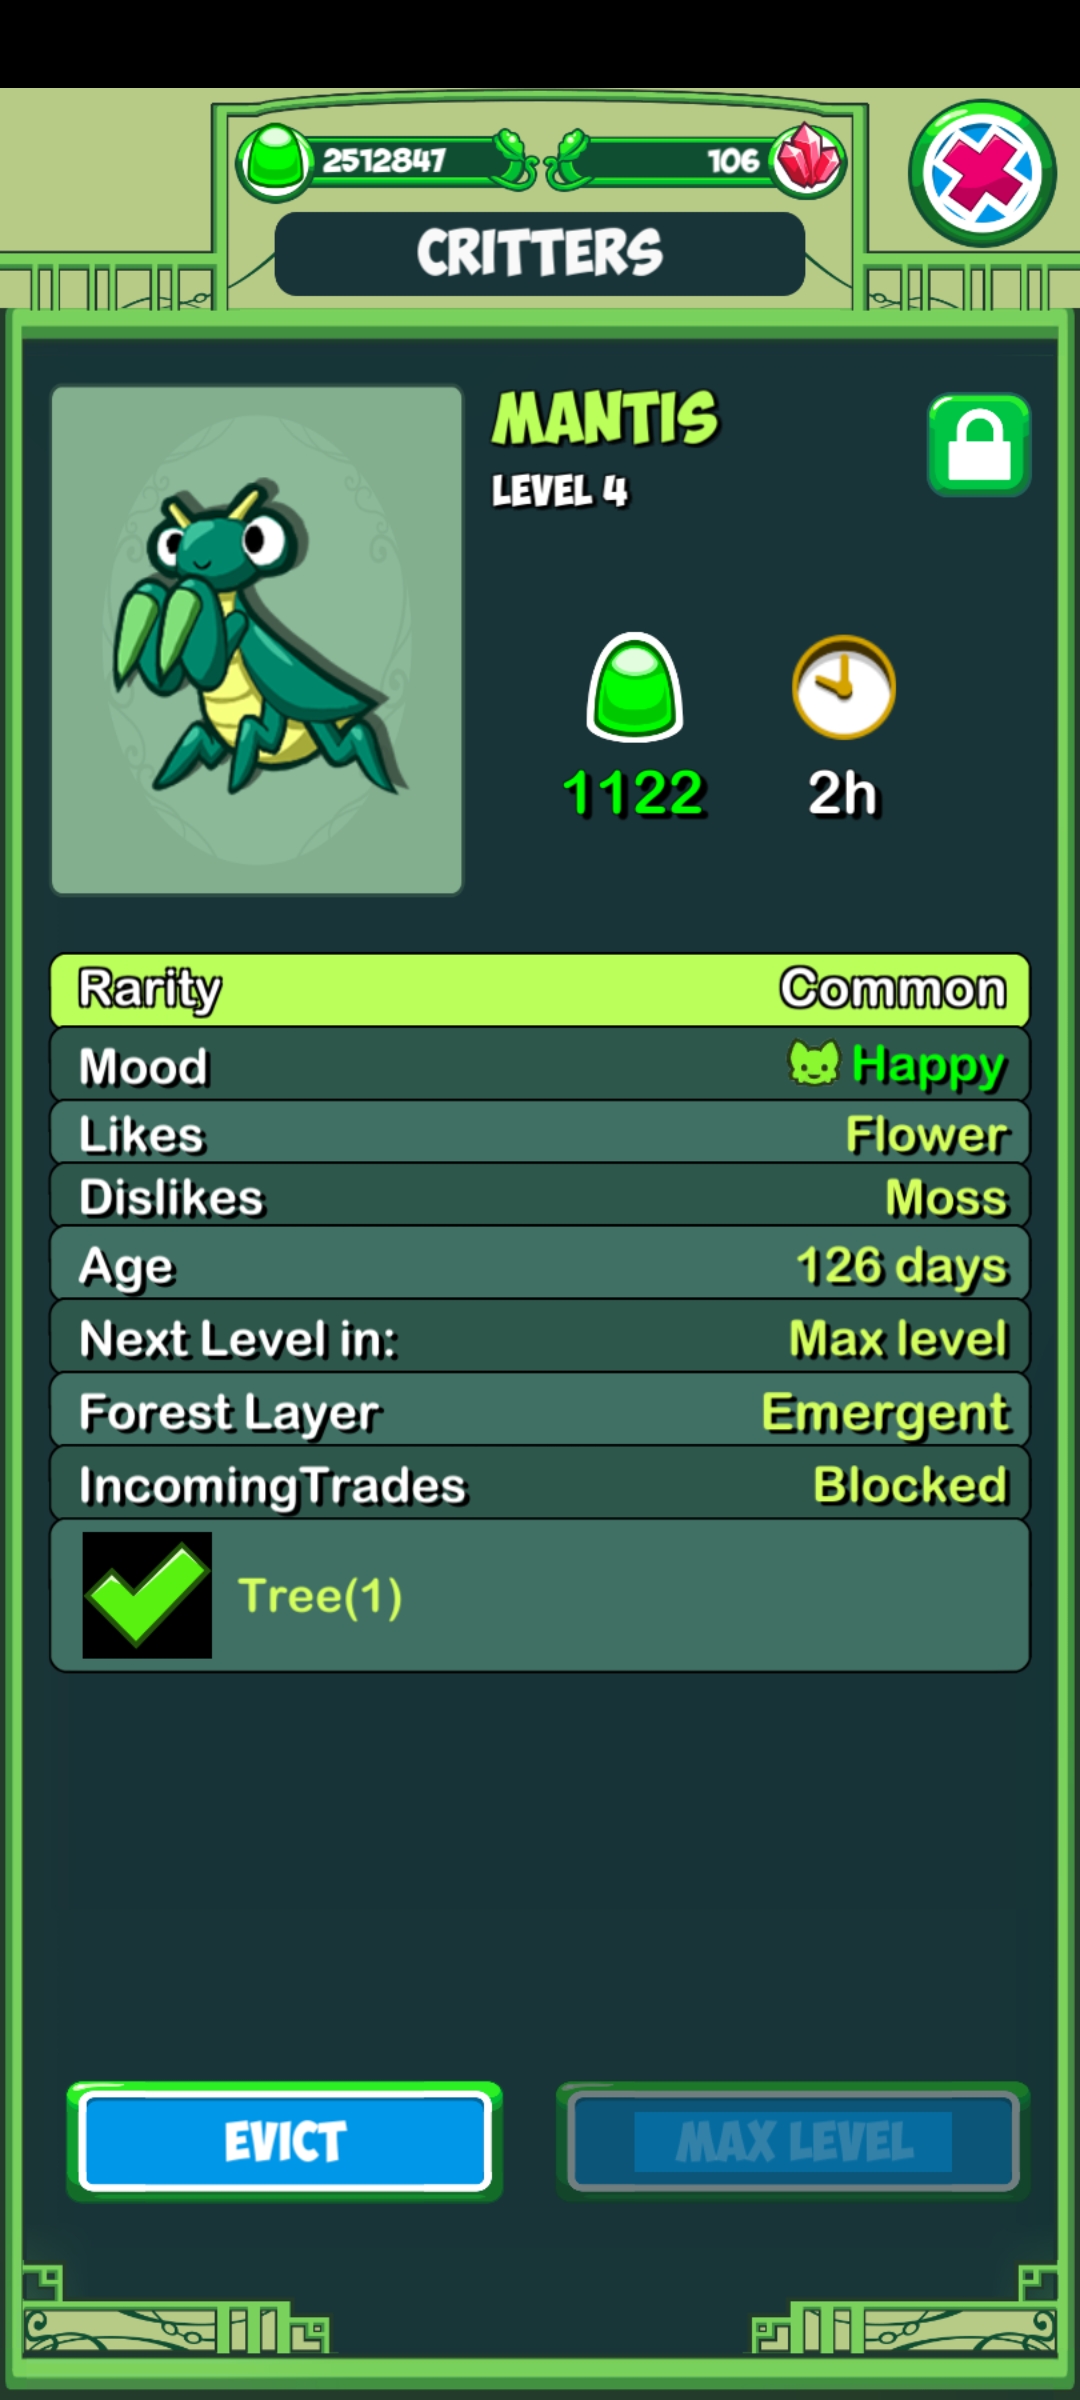 2512847
106
CRITTERS
MANTIS
LEVEL 4
1122
2h
Rarity Common
Mood Happy
Likes Flower
Dislikes Moss
Age 126 days
Next Level in: Max level
Forest Layer Emergent
IncomingTrades Blocked
Tree(1)
EVICT
MAX LEVEL